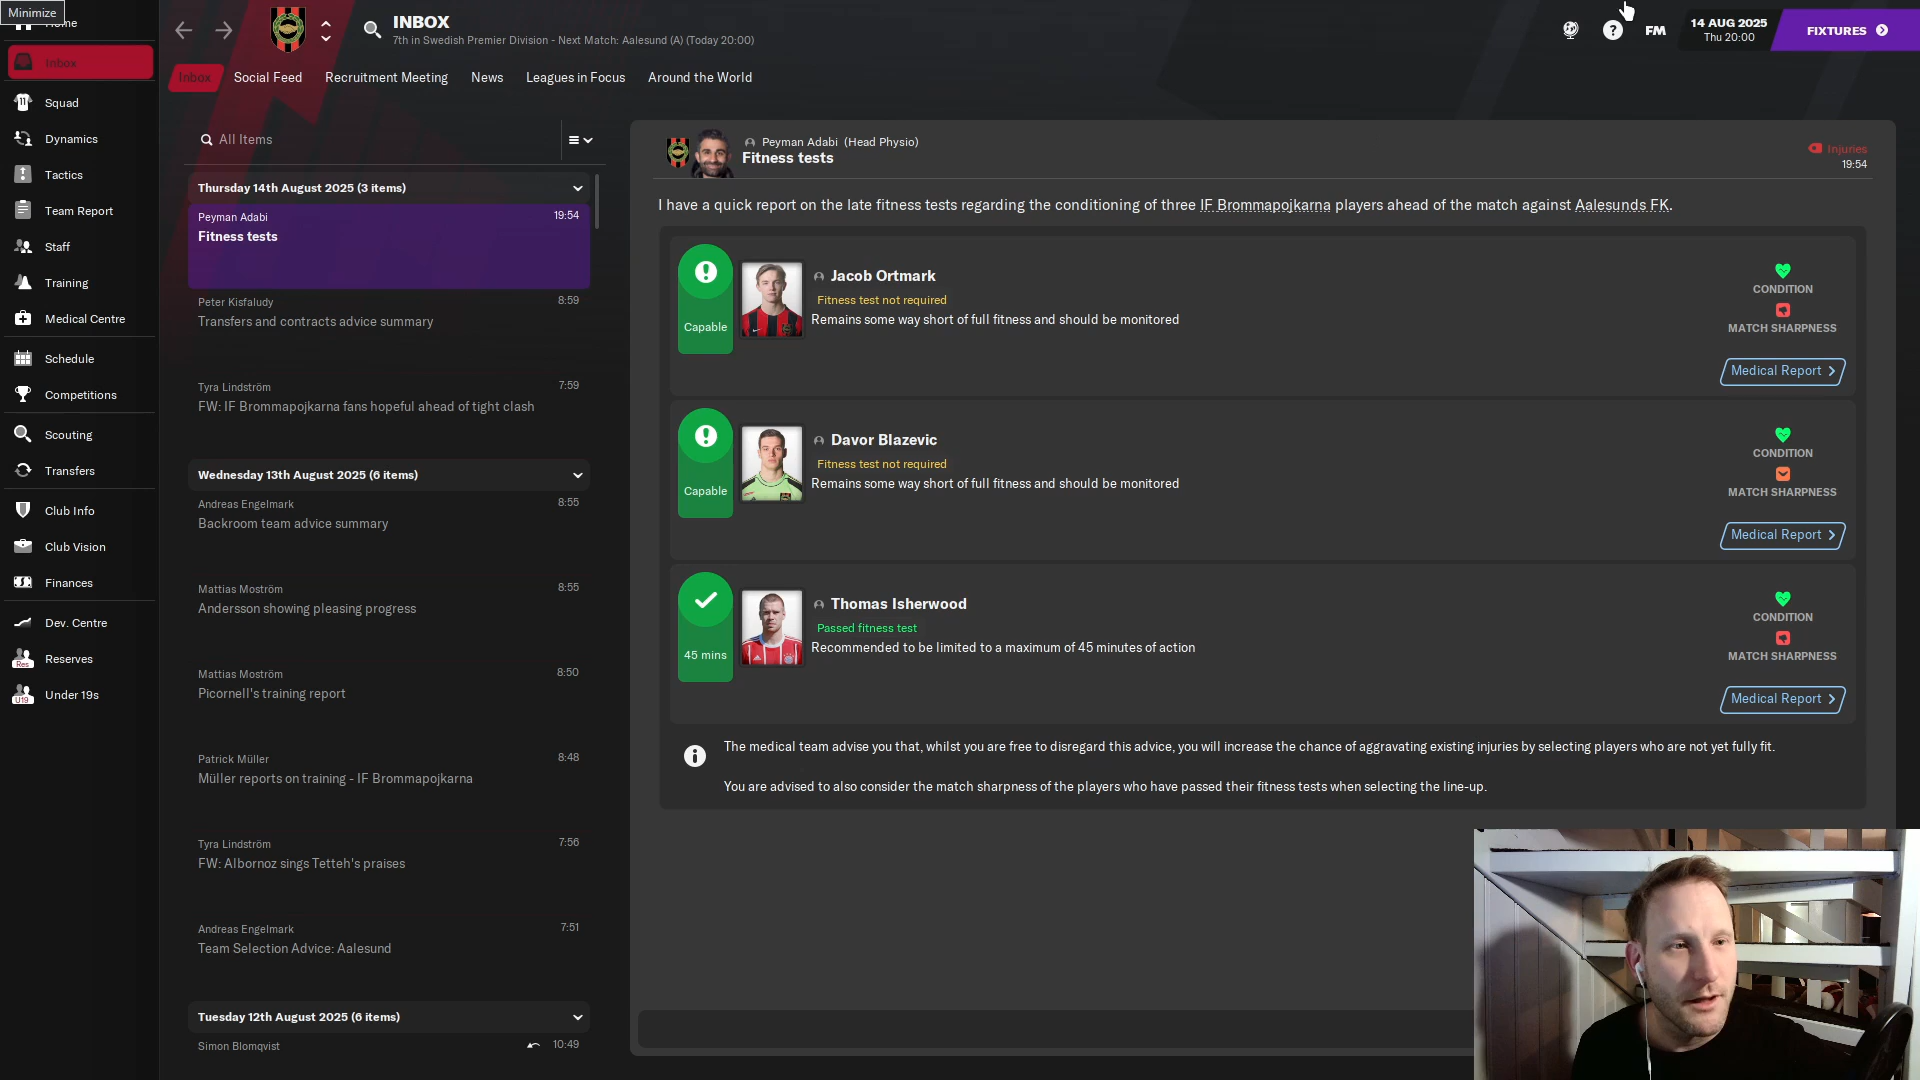 Minimize
Home
INBOX
7th in Swedish Premier Division - Next Match: Aalesund (A) (Today 20:00)
?
FM
14 AUG 2025
Thu 20:00
FIXTURES
Inbox
Inbox
Social Feed
Recruitment Meeting
News
Leagues in Focus
Around the World
Squad
Dynamics
Tactics
Team Report
Staff
Training
Medical Centre
Schedule
Competitions
Scouting
Transfers
Club Info
Club Vision
Finances
Dev. Centre
Res
Reserves
U19
Under 19s
All Items
Thursday 14th August 2025 (3 items)
Peyman Adabi
19:54
Fitness tests
Peter Kisfaludy
8:59
Transfers and contracts advice summary
Tyra Lindström
7:59
FW: IF Brommapojkarna fans hopeful ahead of tight clash
Wednesday 13th August 2025 (6 items)
Andreas Engelmark
8:55
Backroom team advice summary
Mattias Moström
8:55
Andersson showing pleasing progress
Mattias Moström
8:50
Picornell's training report
Patrick Müller
8:48
Müller reports on training - IF Brommapojkarna
Tyra Lindström
7:56
FW: Albornoz sings Tetteh's praises
Andreas Engelmark
7:51
Team Selection Advice: Aalesund
Tuesday 12th August 2025 (6 items)
Simon Blomqvist
10:49
Peyman Adabi (Head Physio)
Fitness tests
Injuries
19:54
I have a quick report on the late fitness tests regarding the conditioning of three IF Brommapojkarna players ahead of the match against Aalesunds FK.
Capable
Jacob Ortmark
Fitness test not required
Remains some way short of full fitness and should be monitored
CONDITION
MATCH SHARPNESS
Medical Report
Capable
Davor Blazevic
Fitness test not required
Remains some way short of full fitness and should be monitored
CONDITION
MATCH SHARPNESS
Medical Report
45 mins
Thomas Isherwood
Passed fitness test
Recommended to be limited to a maximum of 45 minutes of action
CONDITION
MATCH SHARPNESS
Medical Report
The medical team advise you that, whilst you are free to disregard this advice, you will increase the chance of aggravating existing injuries by selecting players who are not yet fully fit.
You are advised to also consider the match sharpness of the players who have passed their fitness tests when selecting the line-up.